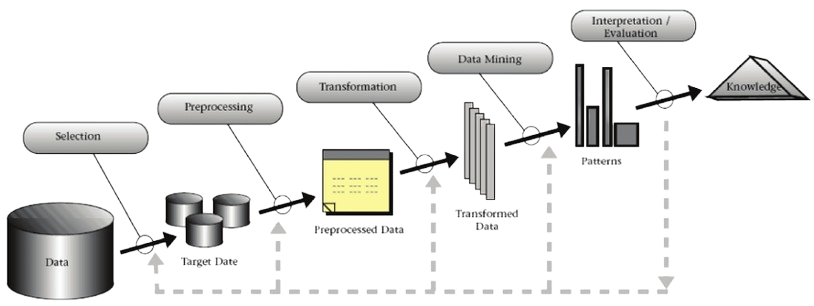 Interpretation /
Evaluation
Data Mining
Transformation
Preprocessing
Selection
Knowledge
Patterns
Transformed
Data
Preprocessed Data
Target Date
Data